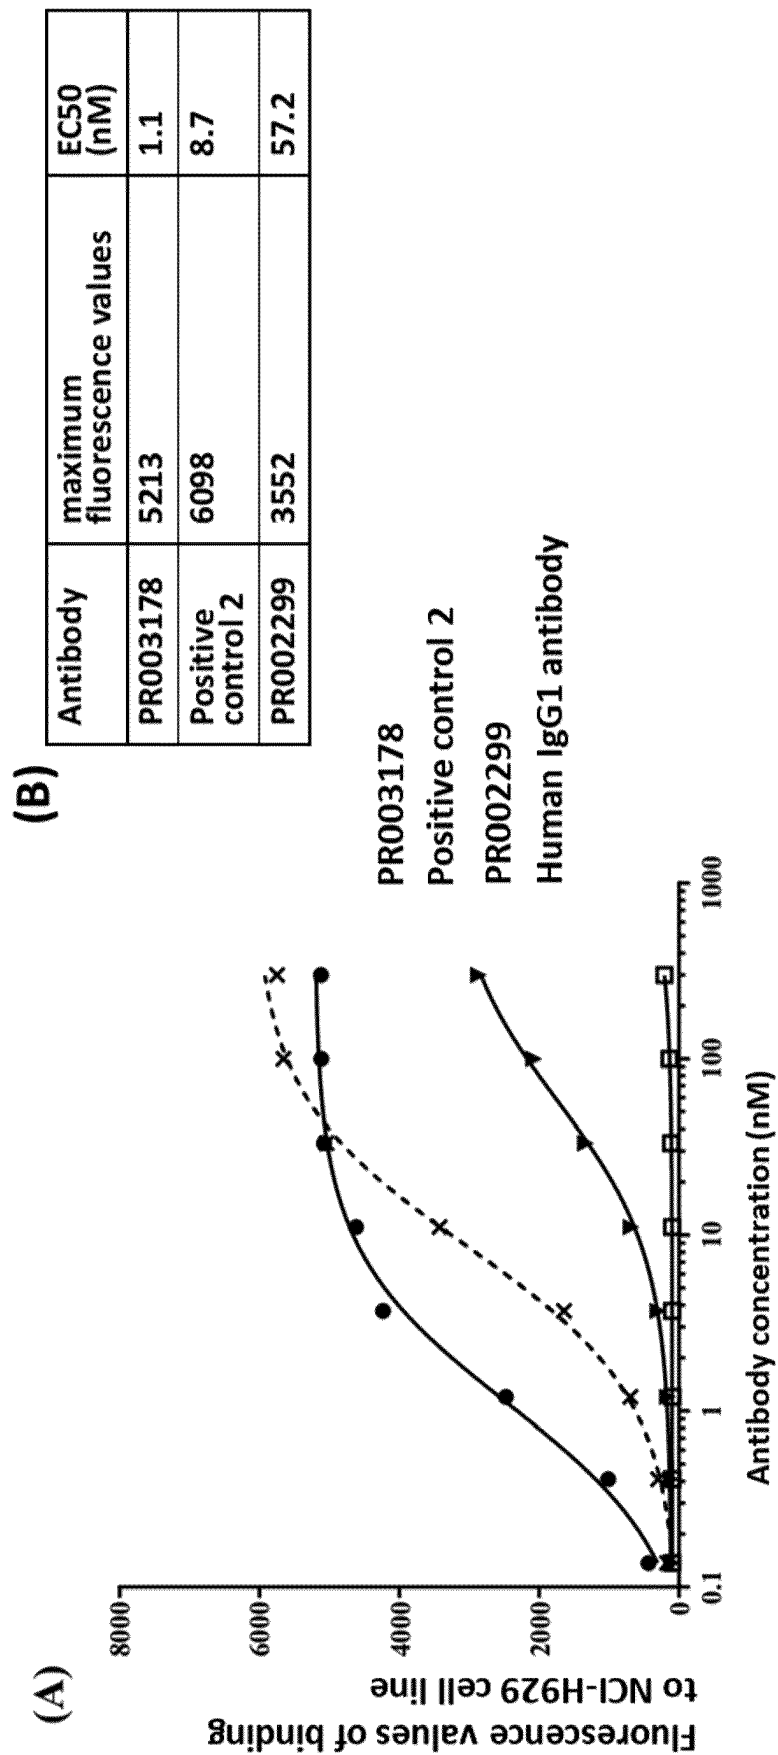 (A)
Fluorescence values of binding
to NCI-H929 cell line
8000
6000
4000
2000
0
0.1
1
10
100
1000
Antibody concentration (nM)
PR003178
Positive control 2
PR002299
Human IgG1 antibody
(B)
Antibody
maximum
fluorescence values
EC50
(nM)
PR003178
5213
1.1
Positive
control 2
6098
8.7
PR002299
3552
57.2